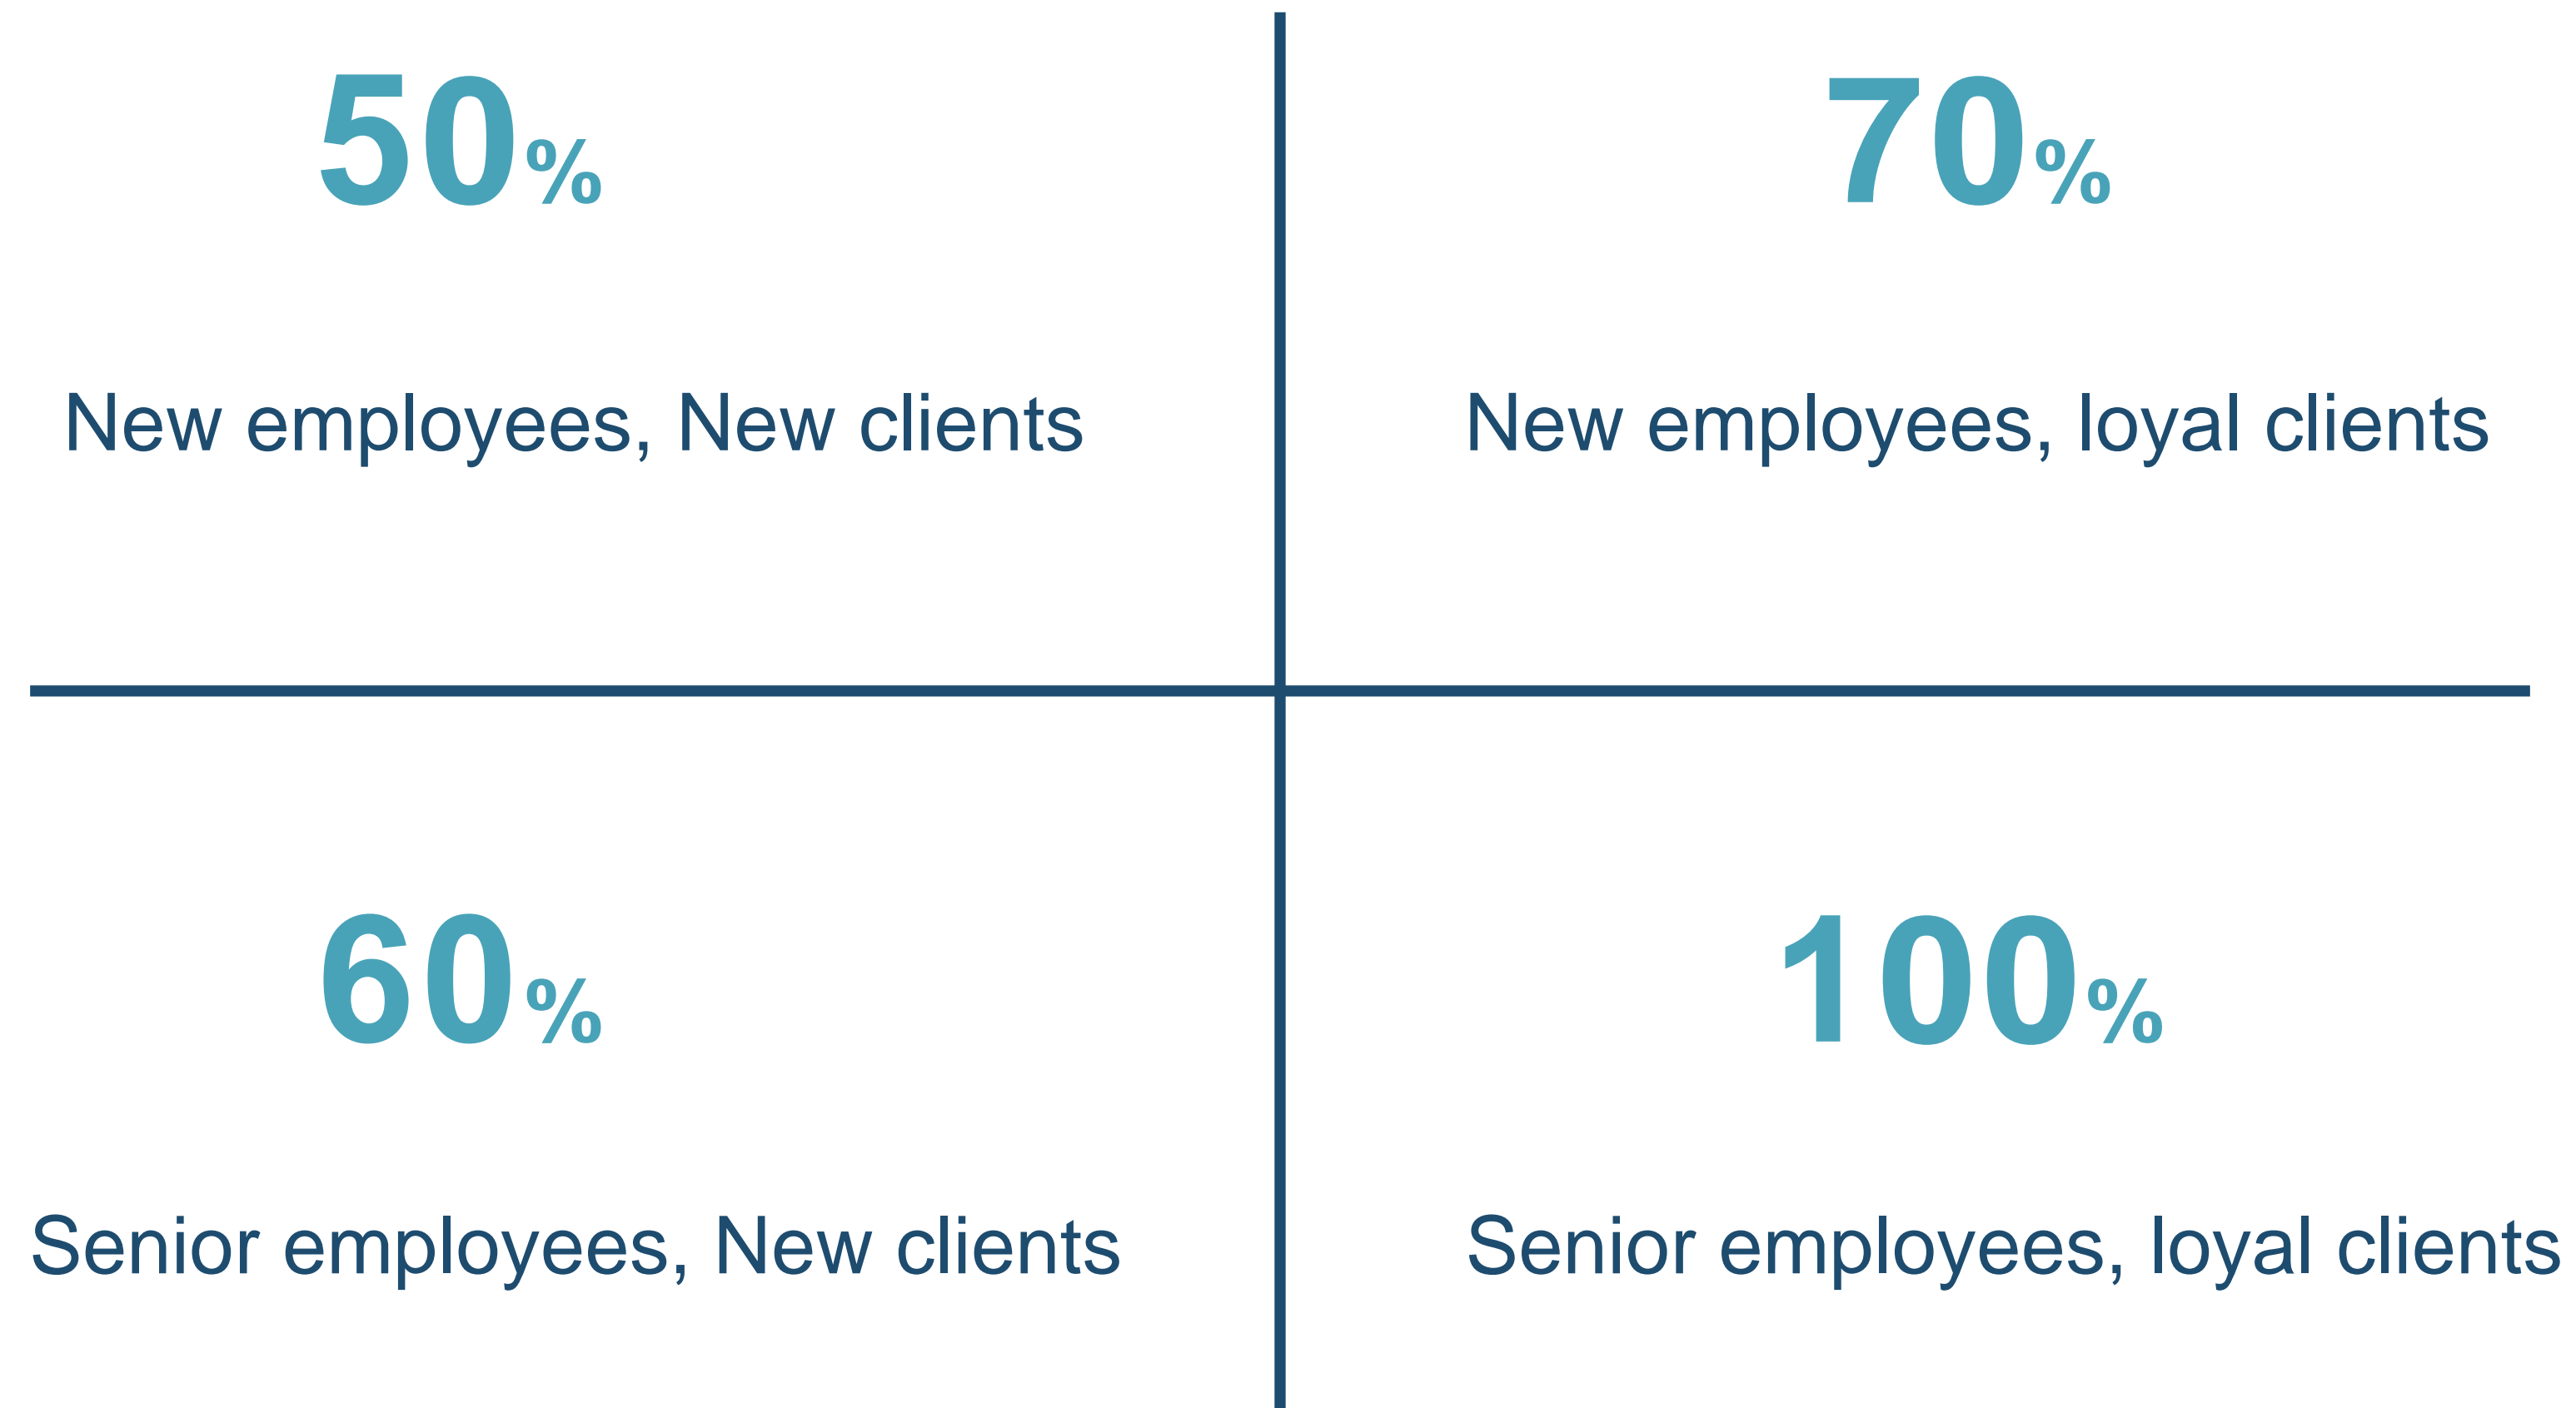 50%
70%
New employees, New clients
New employees, loyal clients
60%
100%
Senior employees, New clients
Senior employees, loyal clients